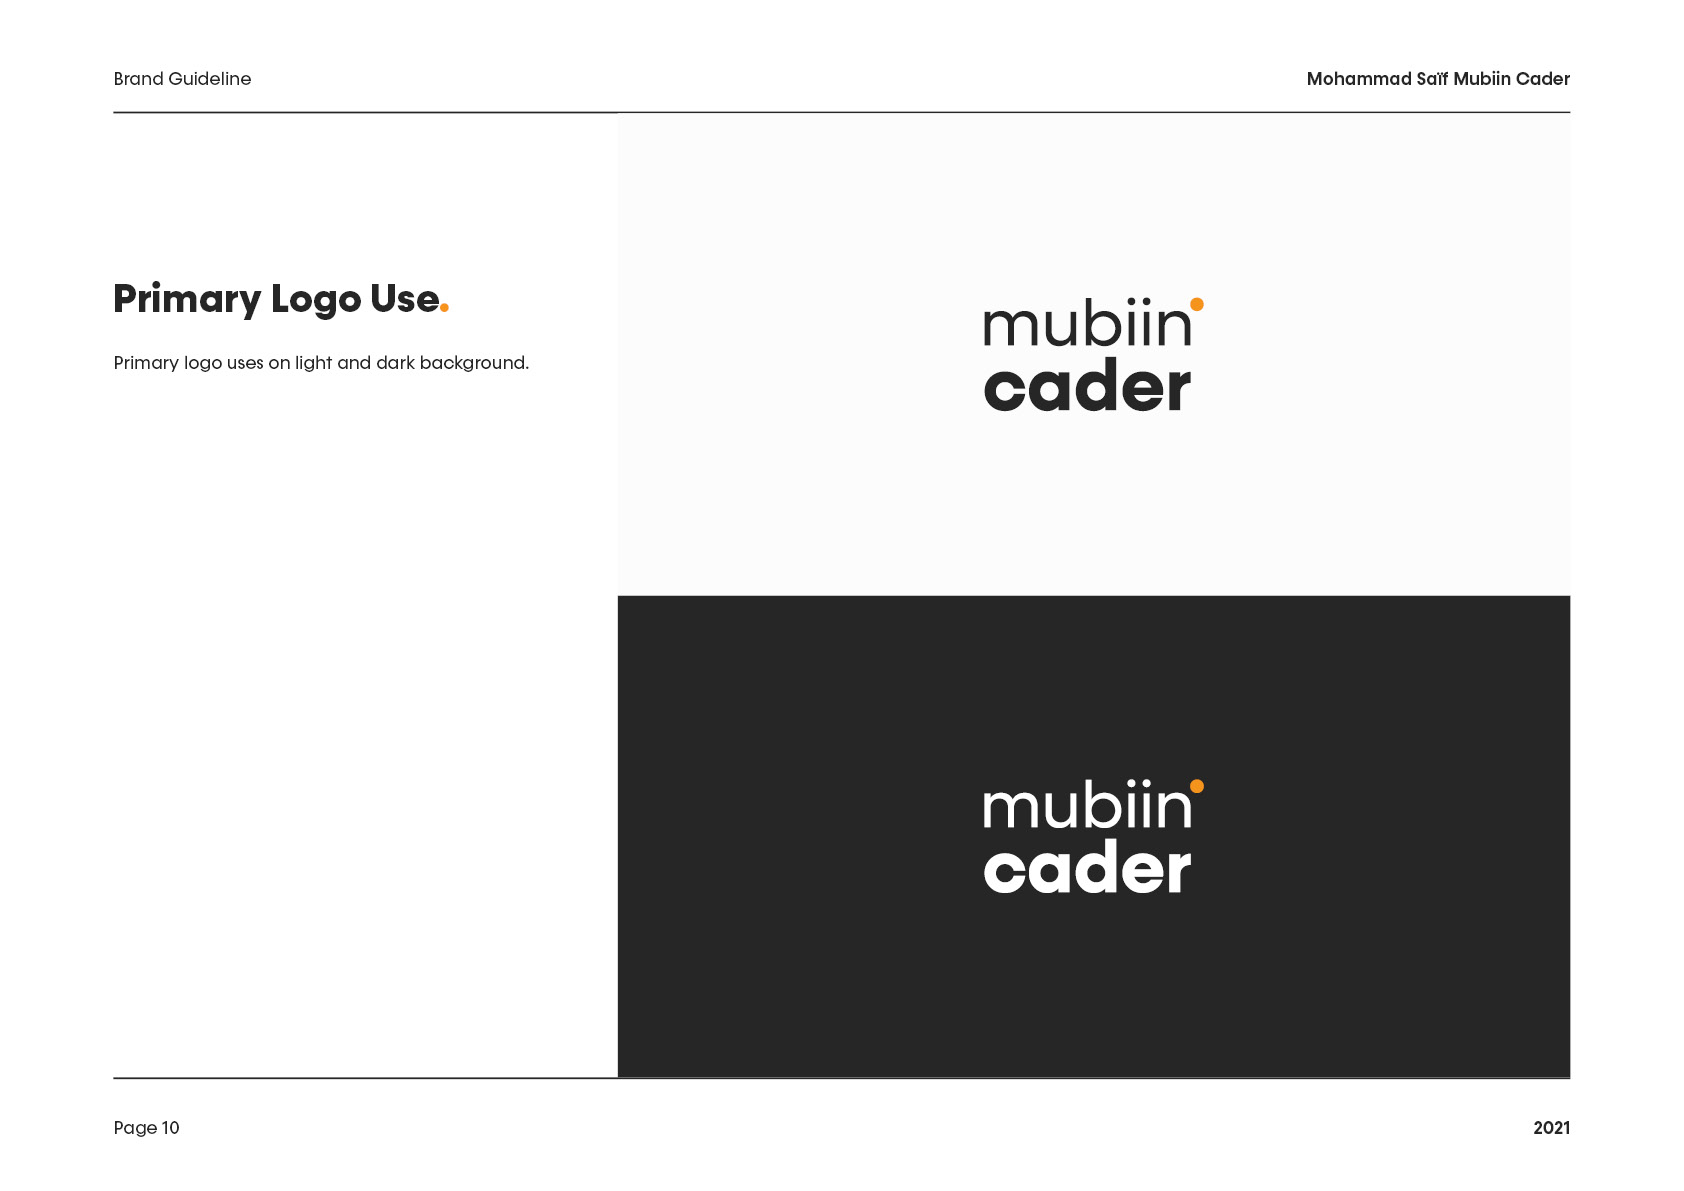 Brand Guideline
Mohammad Saïf Mubiin Cader
Primary Logo Use.
Primary logo uses on light and dark background.
mubiin
cader
mubiin
cader
Page 10
2021